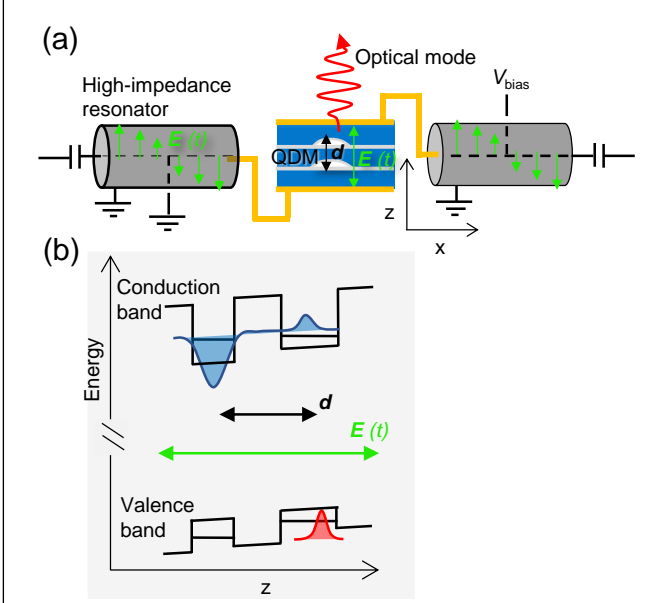 (a)
Optical mode
High-impedance
resonator
V_bias
E (t)
QDM
d
E (t)
z
x
(b)
Conduction
band
Energy
d
E (t)
Valence
band
z